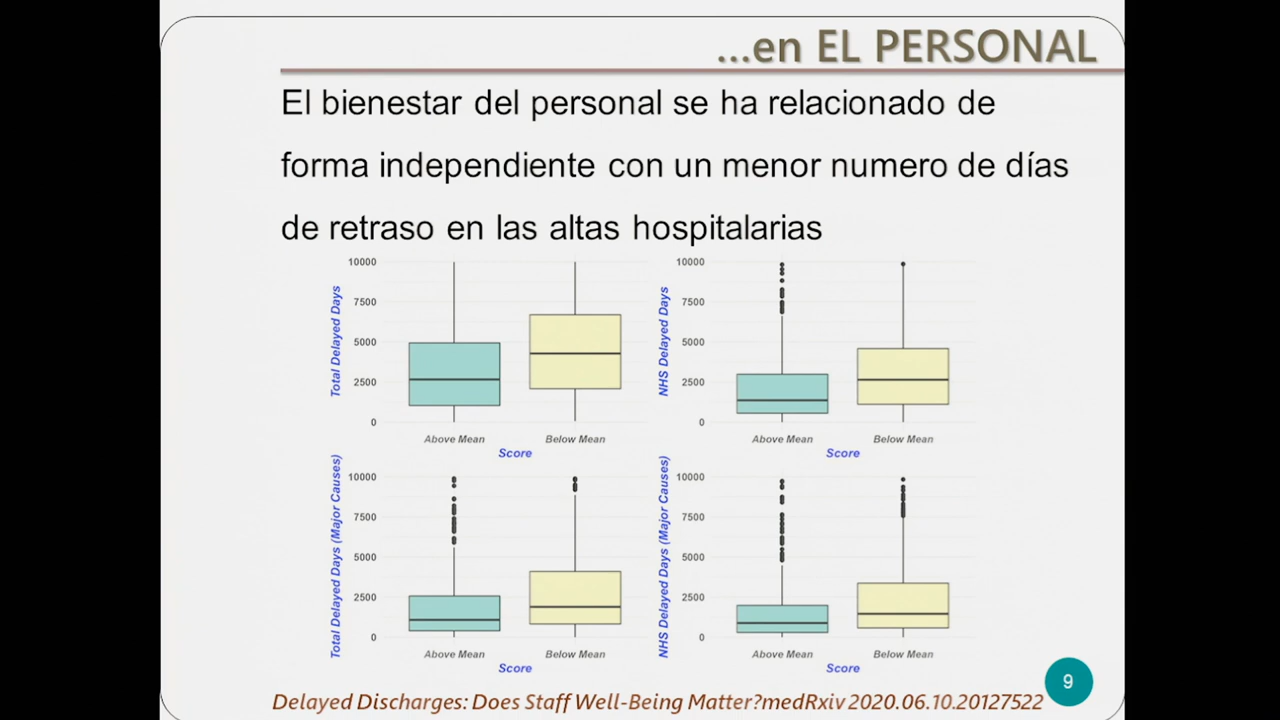 ...en EL PERSONAL
El bienestar del personal se ha relacionado de
forma independiente con un menor numero de días
de retraso en las altas hospitalarias
Total Delayed Days
10000
7500
5000
2500
0
Above Mean
Below Mean
Score
NHS Delayed Days
10000
7500
5000
2500
0
Above Mean
Below Mean
Score
Total Delayed Days (Major Causes)
10000
7500
5000
2500
0
Above Mean
Below Mean
Score
NHS Delayed Days (Major Causes)
10000
7500
5000
2500
0
Above Mean
Below Mean
Score
Delayed Discharges: Does Staff Well-Being Matter?medRxiv 2020.06.10.20127522
9